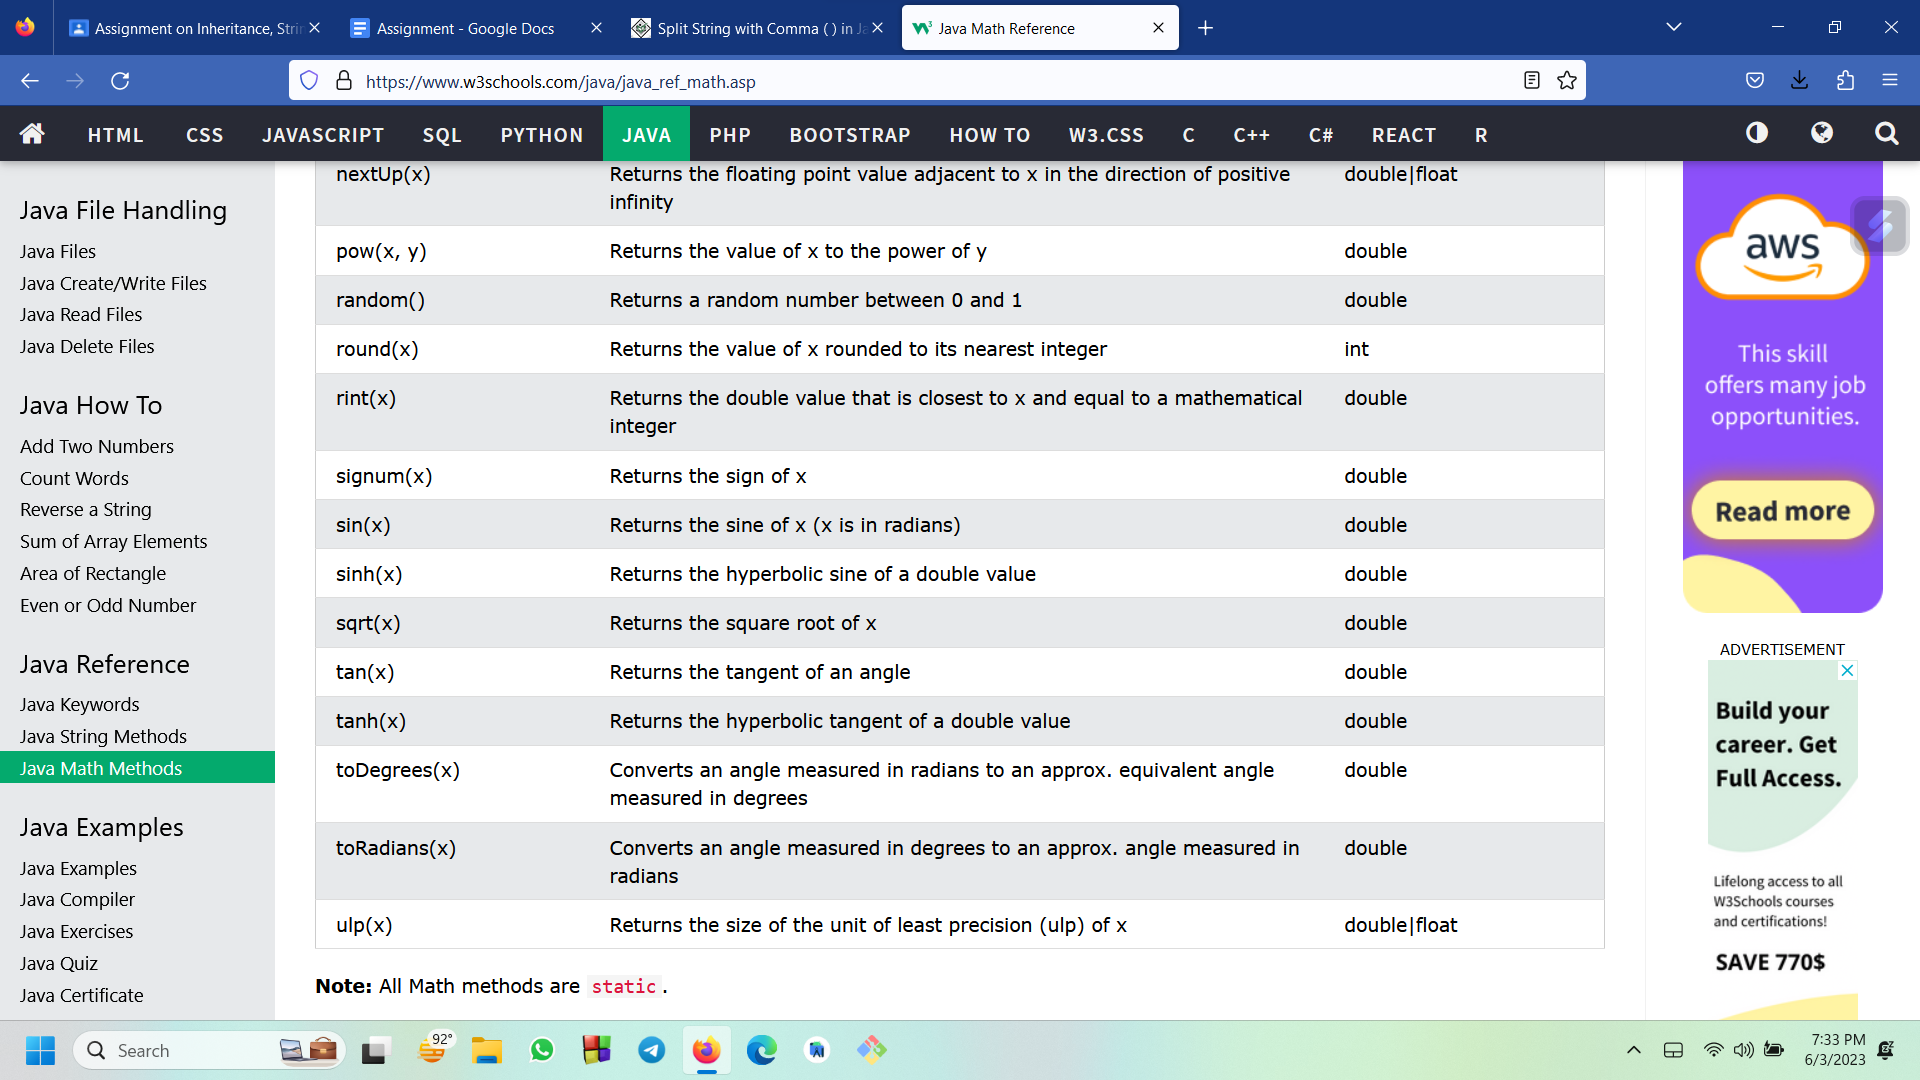 Assignment on Inheritance, Strin
Assignment - Google Docs
Split String with Comma ( ) in Ja
Java Math Reference
https://www.w3schools.com/java/java_ref_math.asp
HTML CSS JAVASCRIPT SQL PYTHON JAVA PHP BOOTSTRAP HOW TO W3.CSS C C++ C# REACT R
Java File Handling
Java Files
Java Create/Write Files
Java Read Files
Java Delete Files
Java How To
Add Two Numbers
Count Words
Reverse a String
Sum of Array Elements
Area of Rectangle
Even or Odd Number
Java Reference
Java Keywords
Java String Methods
Java Math Methods
Java Examples
Java Examples
Java Compiler
Java Exercises
Java Quiz
Java Certificate
nextUp(x) Returns the floating point value adjacent to x in the direction of positive double|float
infinity
pow(x, y) Returns the value of x to the power of y double
random() Returns a random number between 0 and 1 double
round(x) Returns the value of x rounded to its nearest integer int
rint(x) Returns the double value that is closest to x and equal to a mathematical double
integer
signum(x) Returns the sign of x double
sin(x) Returns the sine of x (x is in radians) double
sinh(x) Returns the hyperbolic sine of a double value double
sqrt(x) Returns the square root of x double
tan(x) Returns the tangent of an angle double
tanh(x) Returns the hyperbolic tangent of a double value double
toDegrees(x) Converts an angle measured in radians to an approx. equivalent angle double
measured in degrees
toRadians(x) Converts an angle measured in degrees to an approx. angle measured in double
radians
ulp(x) Returns the size of the unit of least precision (ulp) of x double|float
Note: All Math methods are static.
aws
This skill
offers many job
opportunities.
Read more
ADVERTISEMENT
Build your
career. Get
Full Access.
Lifelong access to all
W3Schools courses
and certifications!
SAVE 770$
Search
92°
7:33 PM
6/3/2023